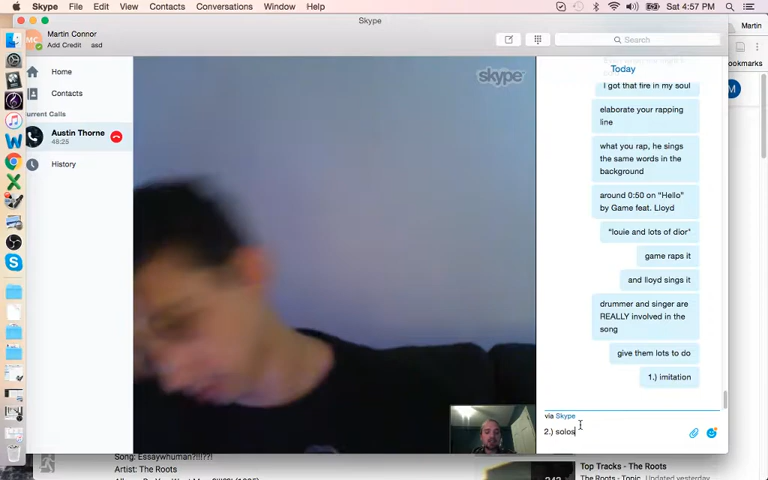 Skype File Edit View Contacts Conversations Window Help Sat 4:57 PM
Skype
Martin
Martin Connor
MC
Add Credit asd
Search
ookmarks
M
Home
Contacts
urrent Calls
Austin Thorne
48:25
History
skype
Today
I got that fire in my soul
elaborate your rapping
line
what you rap, he sings
the same words in the
background
around 0:50 on "Hello"
by Game feat. Lloyd
"louie and lots of dior"
game raps it
and lloyd sings it
drummer and singer are
REALLY involved in the
song
give them lots to do
1.) imitation
via Skype
2.) solos
Song: Essaywhuman?!!!??!
Artist: The Roots
Top Tracks - The Roots
The Roots - Topic Updated yesterday